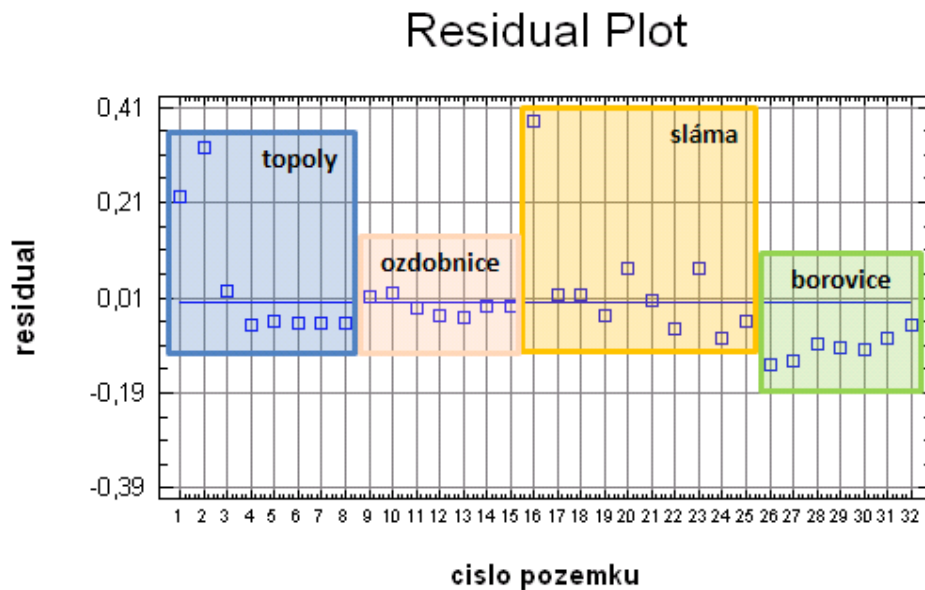 Residual Plot
0,41
0,21
0,01
-0,19
-0,39
residual
topoly
ozdobnice
sláma
borovice
1 2 3 4 5 6 7 8 9 10 11 12 13 14 15 16 17 18 19 20 21 22 23 24 25 26 27 28 29 30 31 32
cislo pozemku